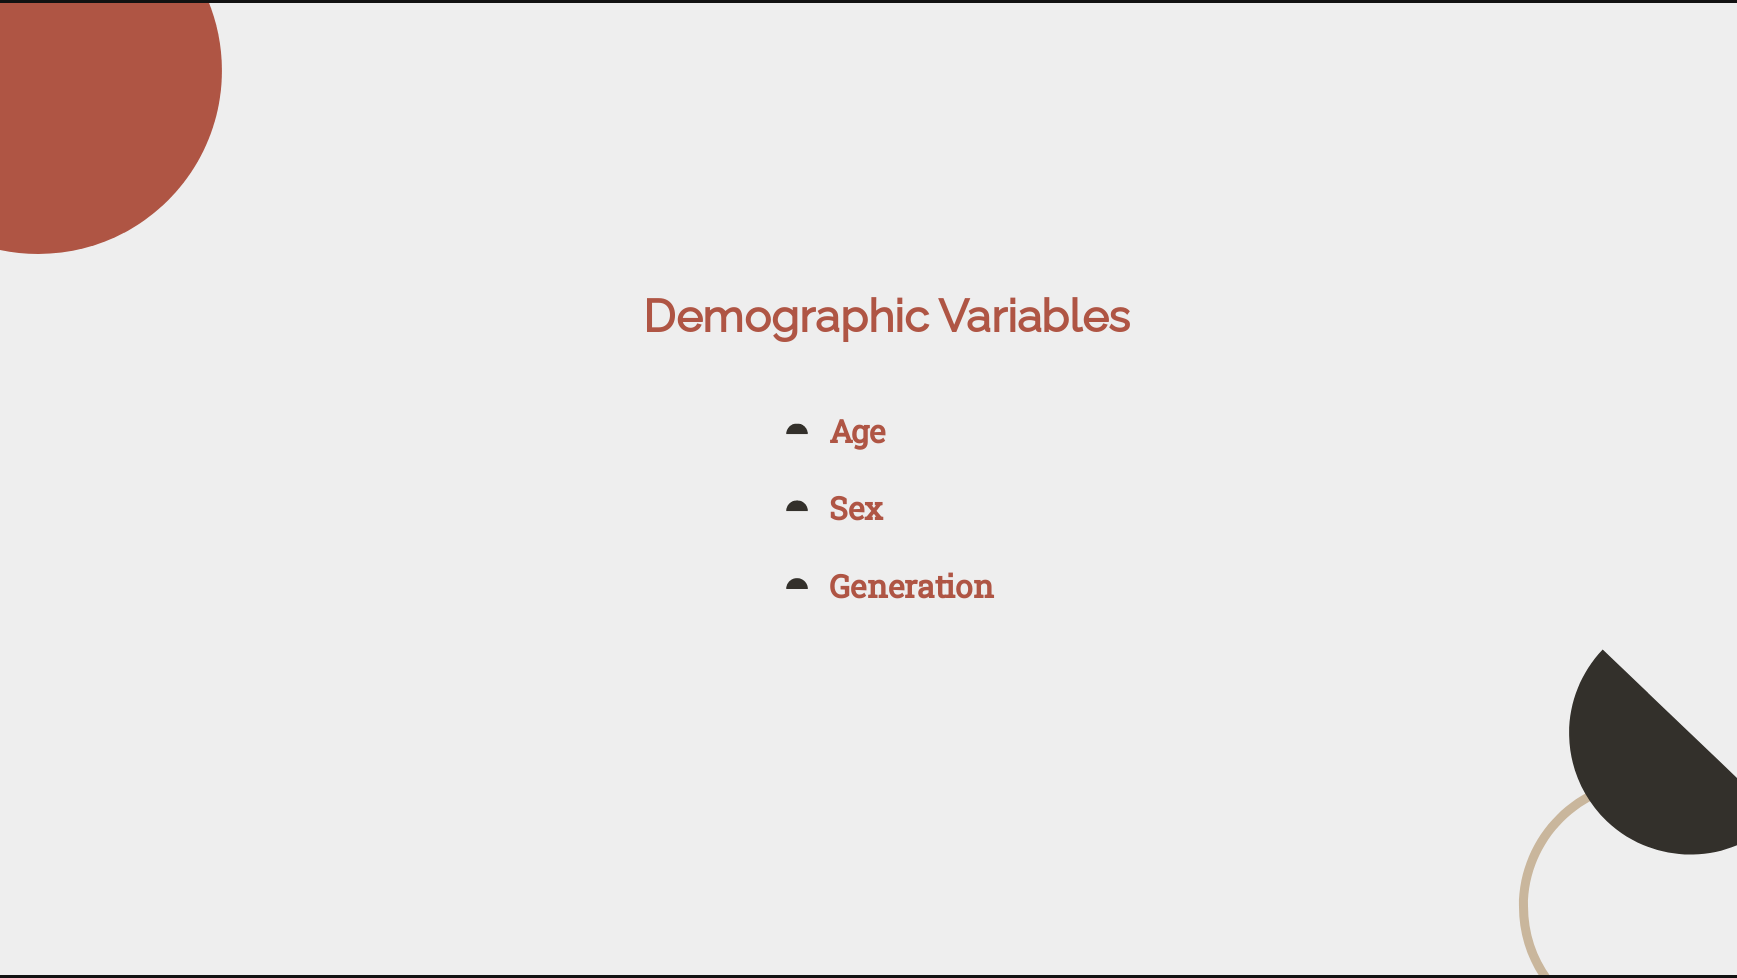 Demographic Variables
Age
Sex
Generation